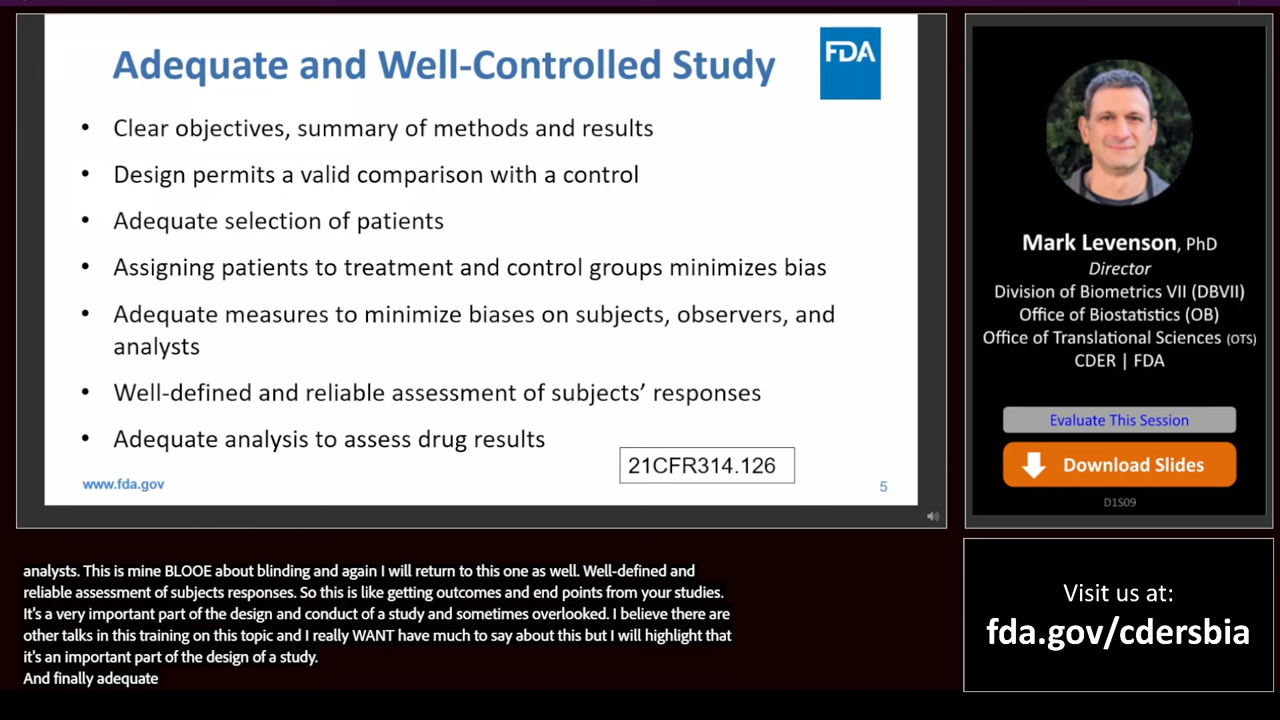 Adequate and Well-Controlled Study
FDA
• Clear objectives, summary of methods and results
• Design permits a valid comparison with a control
• Adequate selection of patients
• Assigning patients to treatment and control groups minimizes bias
• Adequate measures to minimize biases on subjects, observers, and
analysts
• Well-defined and reliable assessment of subjects’ responses
• Adequate analysis to assess drug results
21CFR314.126
www.fda.gov
5
Mark Levenson, PhD
Director
Division of Biometrics VII (DBVII)
Office of Biostatistics (OB)
Office of Translational Sciences (OTS)
CDER | FDA
Evaluate This Session
Download Slides
D1S09
analysts. This is mine BLOOE about blinding and again I will return to this one as well. Well-defined and
reliable assessment of subjects responses. So this is like getting outcomes and end points from your studies.
It's a very important part of the design and conduct of a study and sometimes overlooked. I believe there are
other talks in this training on this topic and I really WANT have much to say about this but I will highlight that
it's an important part of the design of a study.
And finally adequate
Visit us at:
fda.gov/cdersbia